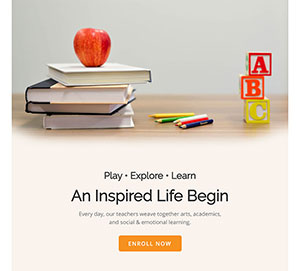 A
B
C
Play • Explore • Learn
An Inspired Life Begin
Every day, our teachers weave together arts, academics,
and social & emotional learning.
ENROLL NOW